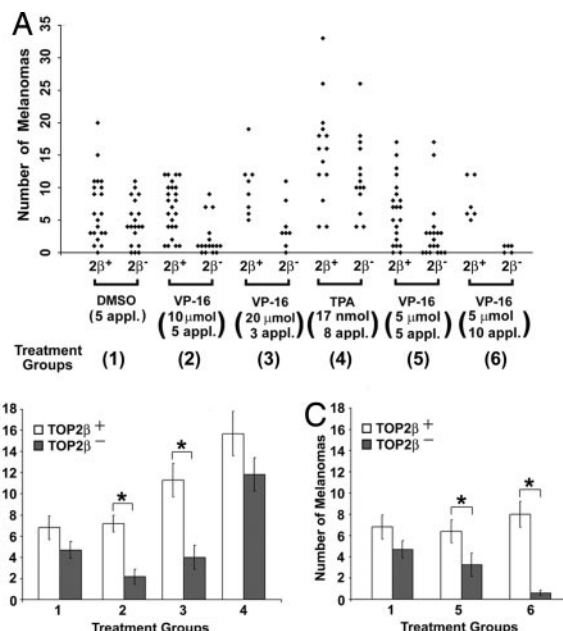 A
Number of Melanomas
35
30
25
20
15
10
5
0
2β⁺ 2β⁻ 2β⁺ 2β⁻ 2β⁺ 2β⁻ 2β⁺ 2β⁻ 2β⁺ 2β⁻ 2β⁺ 2β⁻
DMSO VP-16 VP-16 TPA VP-16 VP-16
(5 appl.) (10 μmol 5 appl.) (20 μmol 3 appl.) (17 nmol 8 appl.) (5 μmol 5 appl.) (5 μmol 10 appl.)
Treatment Groups (1) (2) (3) (4) (5) (6)
18
16
14
12
10
8
6
4
2
0
TOP2β⁺
TOP2β⁻
*
*
1 2 3 4
Treatment Groups
C
Number of Melanomas
18
16
14
12
10
8
6
4
2
0
TOP2β⁺
TOP2β⁻
*
*
1 5 6
Treatment Groups